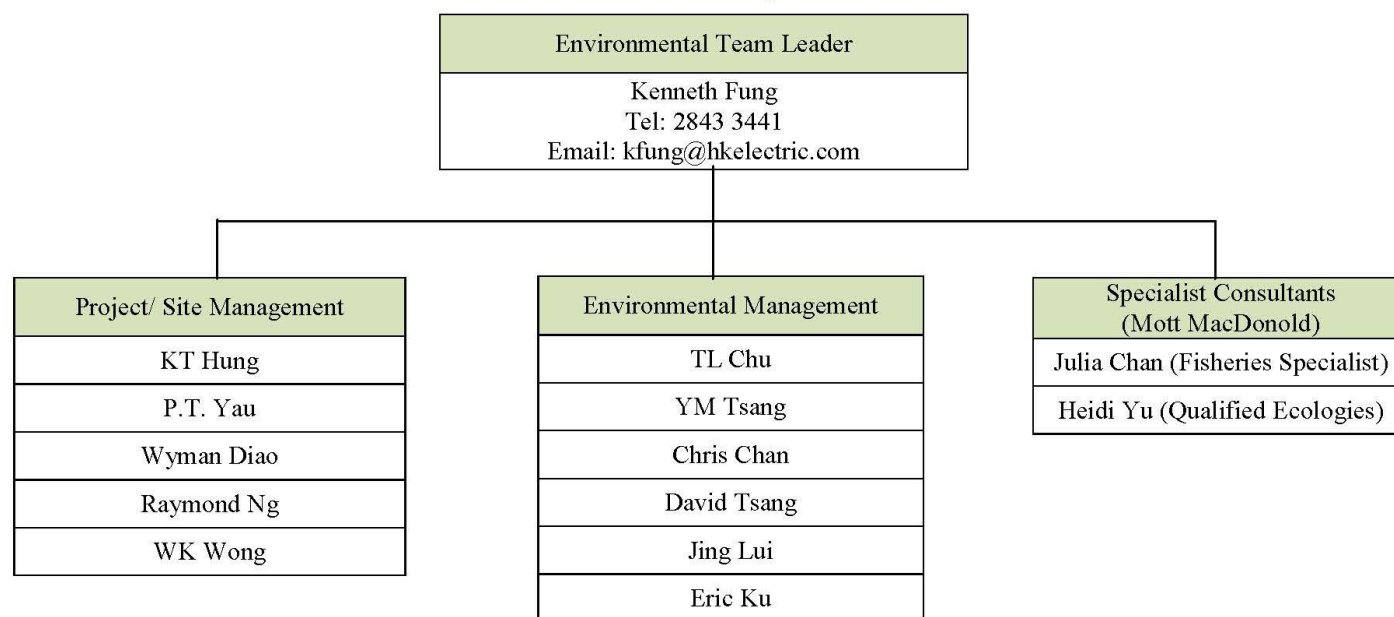 Environmental Team Leader
Kenneth Fung
Tel: 2843 3441
Email: kfung@hkelectric.com
Project/ Site Management
KT Hung
P.T. Yau
Wyman Diao
Raymond Ng
WK Wong
Environmental Management
TL Chu
YM Tsang
Chris Chan
David Tsang
Jing Lui
Eric Ku
Specialist Consultants
(Mott MacDonold)
Julia Chan (Fisheries Specialist)
Heidi Yu (Qualified Ecologies)